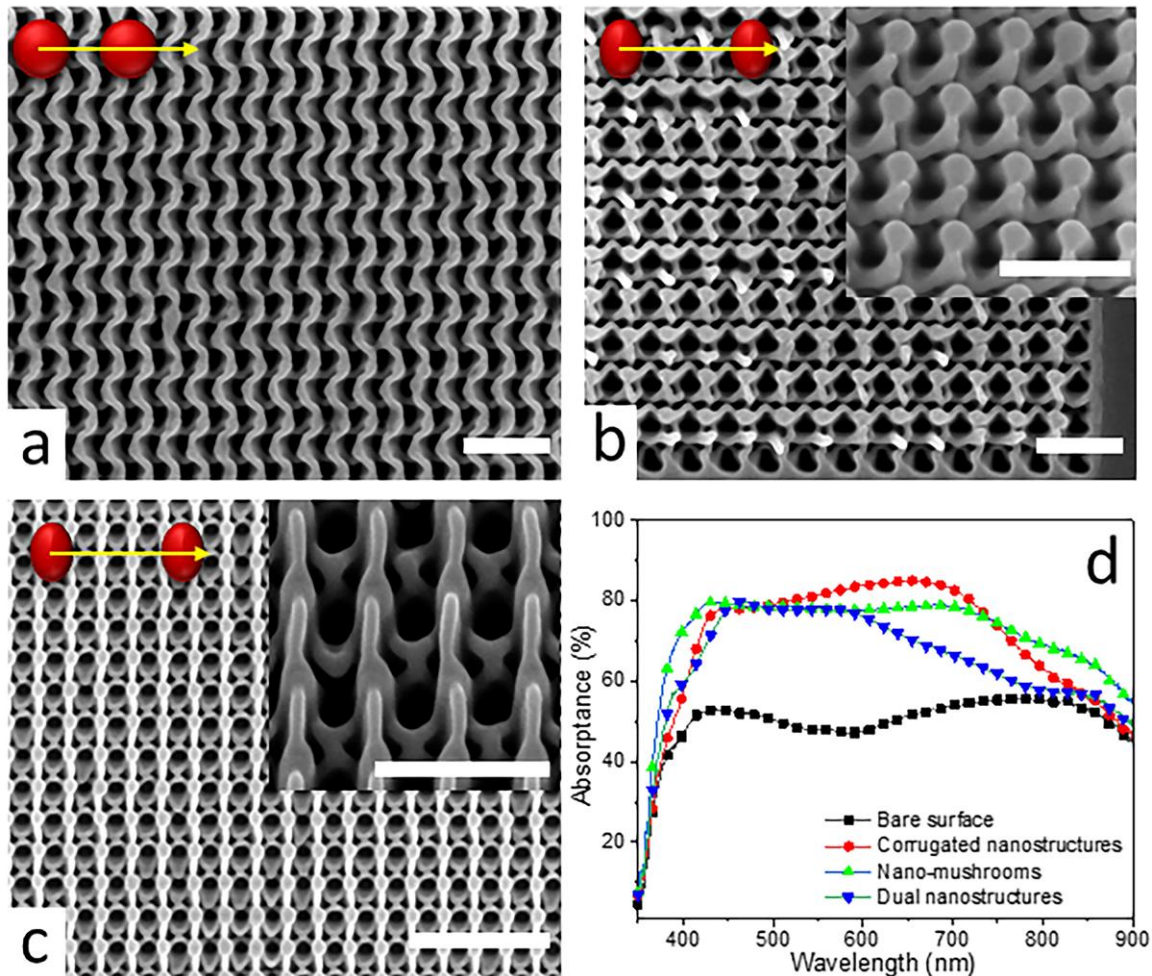 a
b
c
d
100
80
60
40
20
Absorptance (%)
Bare surface
Corrugated nanostructures
Nano-mushrooms
Dual nanostructures
400 500 600 700 800 900
Wavelength (nm)